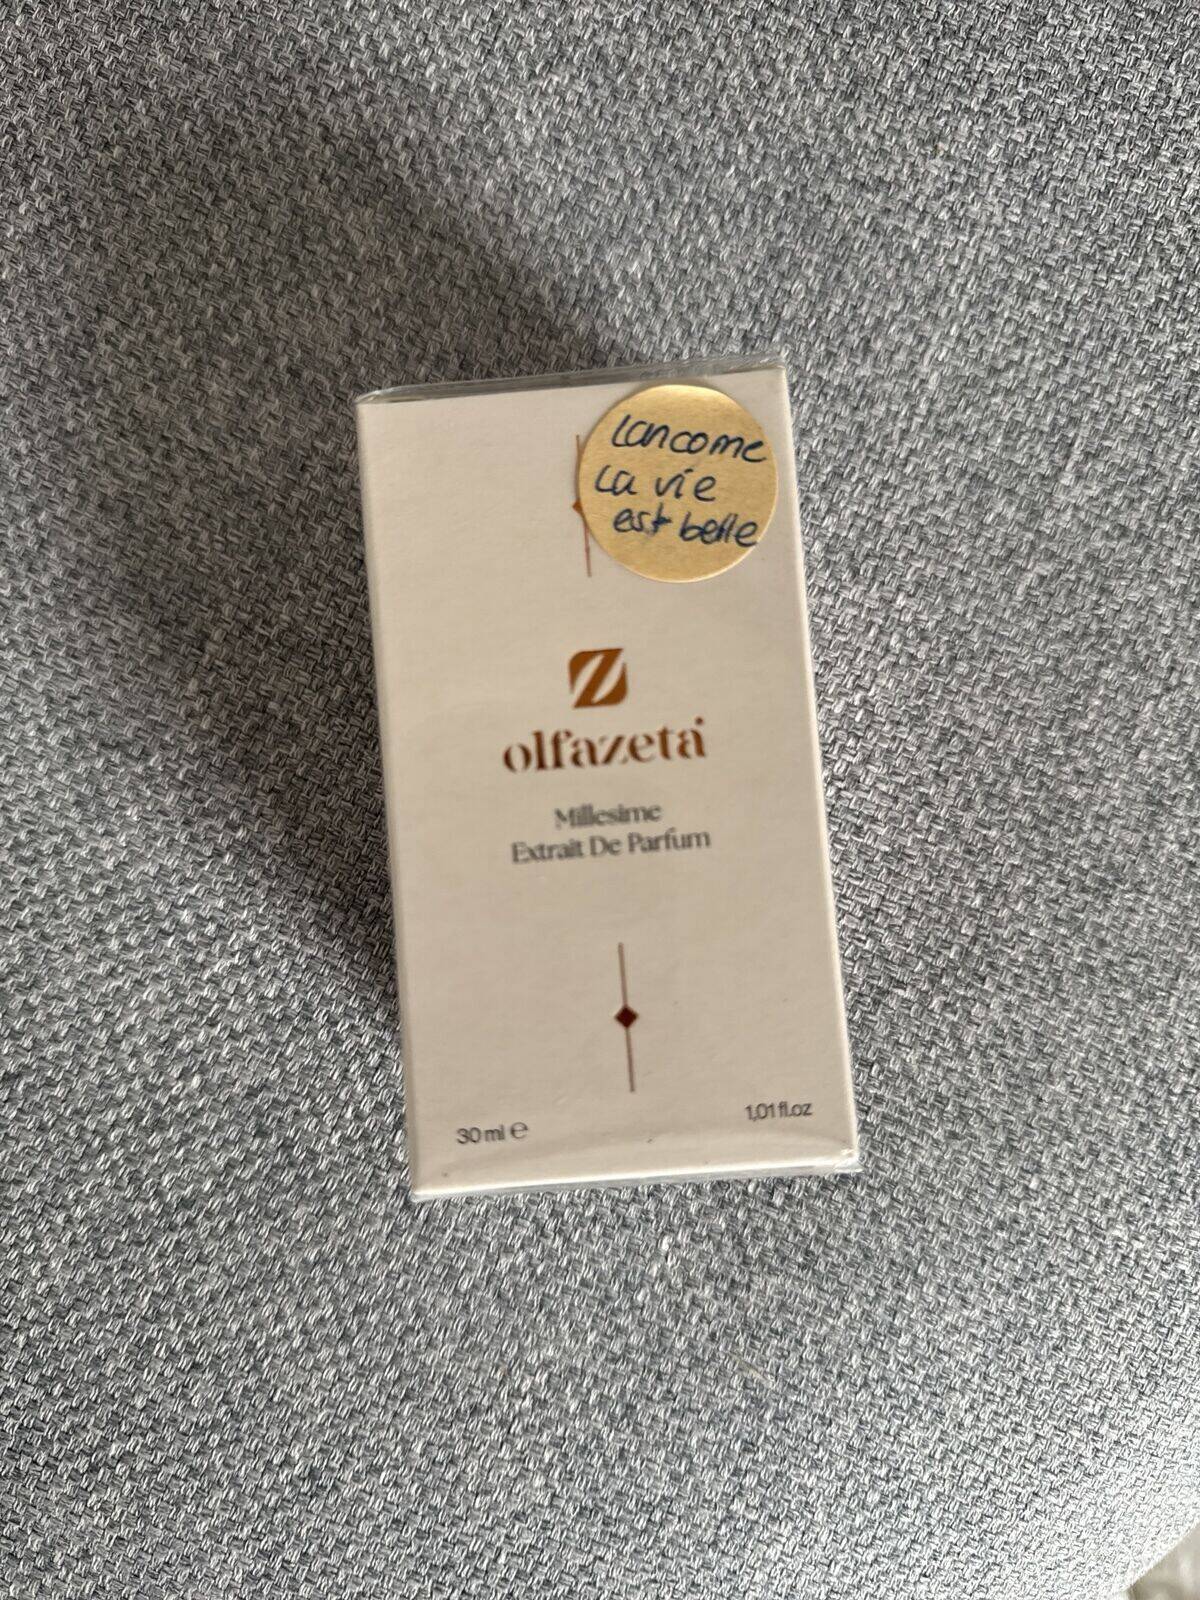 Lancome
La vie
est belle
Z
olfazeta
Millesime
Extrait De Parfum
30 ml ℮
1,01 fl.oz